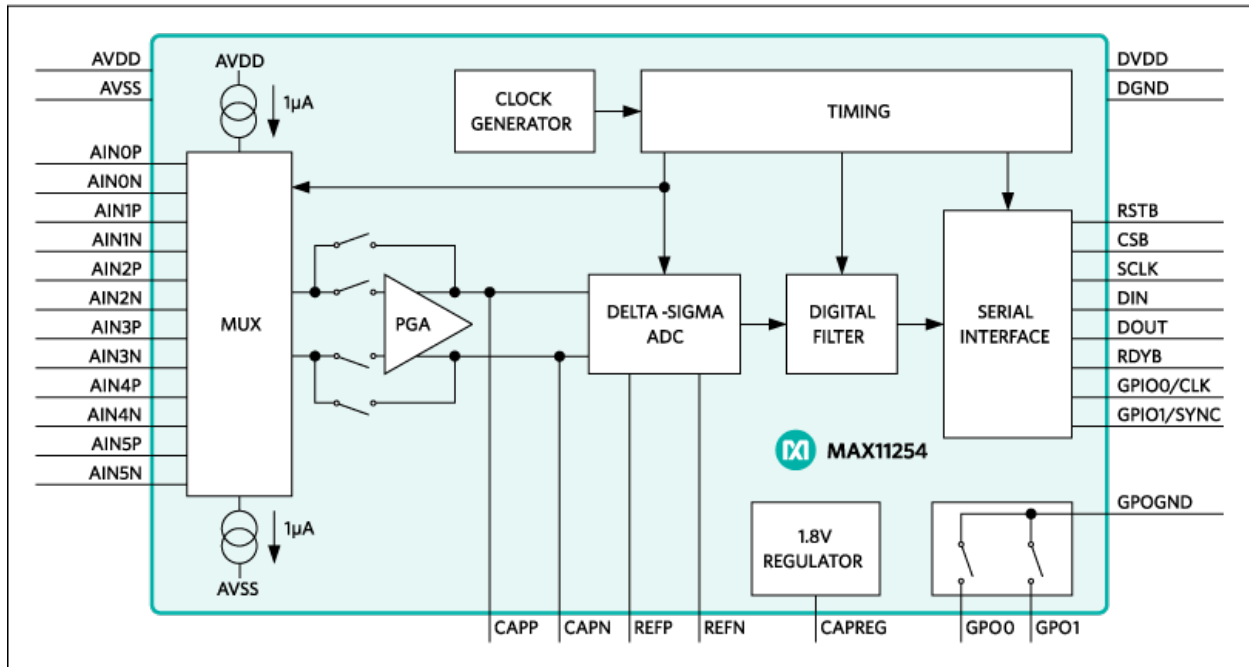 AVDD
AVSS
AIN0P
AIN0N
AIN1P
AIN1N
AIN2P
AIN2N
AIN3P
AIN3N
AIN4P
AIN4N
AIN5P
AIN5N
AVDD
1µA
MUX
1µA
AVSS
PGA
CLOCK
GENERATOR
TIMING
DELTA -SIGMA
ADC
DIGITAL
FILTER
SERIAL
INTERFACE
MAX11254
1.8V
REGULATOR
DVDD
DGND
RSTB
CSB
SCLK
DIN
DOUT
RDYB
GPIO0/CLK
GPIO1/SYNC
GPOGND
CAPP
CAPN
REFP
REFN
CAPREG
GPO0
GPO1